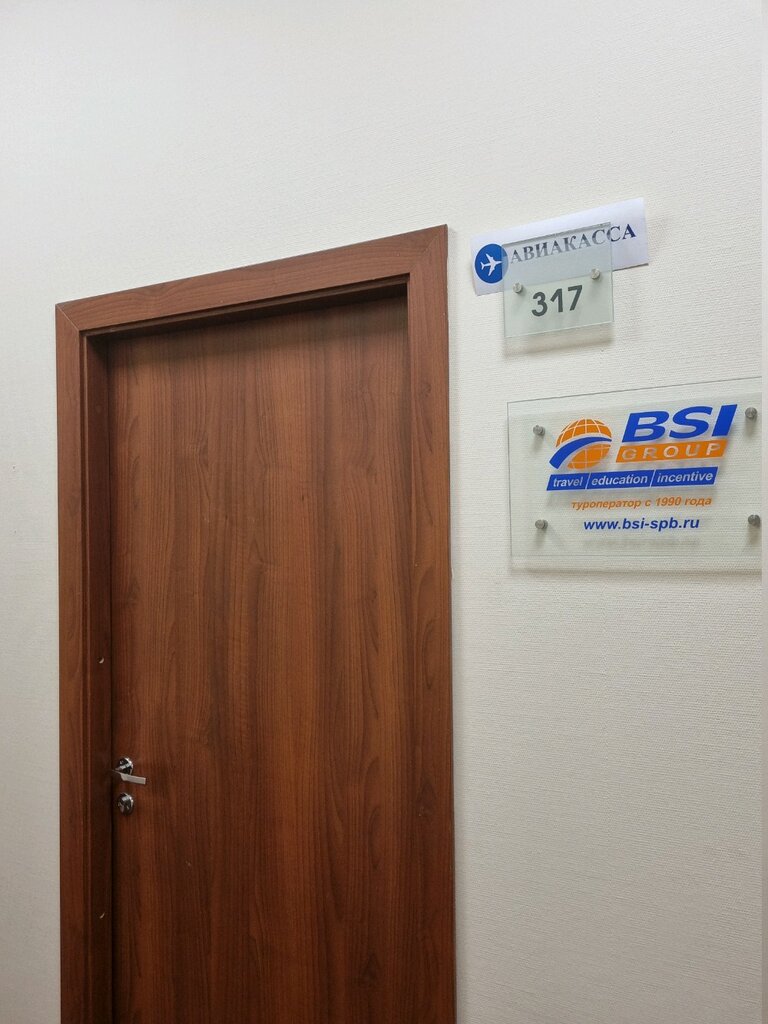 АВИАКАССА
317
BSI
GROUP
travel / education / incentive
туроператор с 1990 года
www.bsi-spb.ru